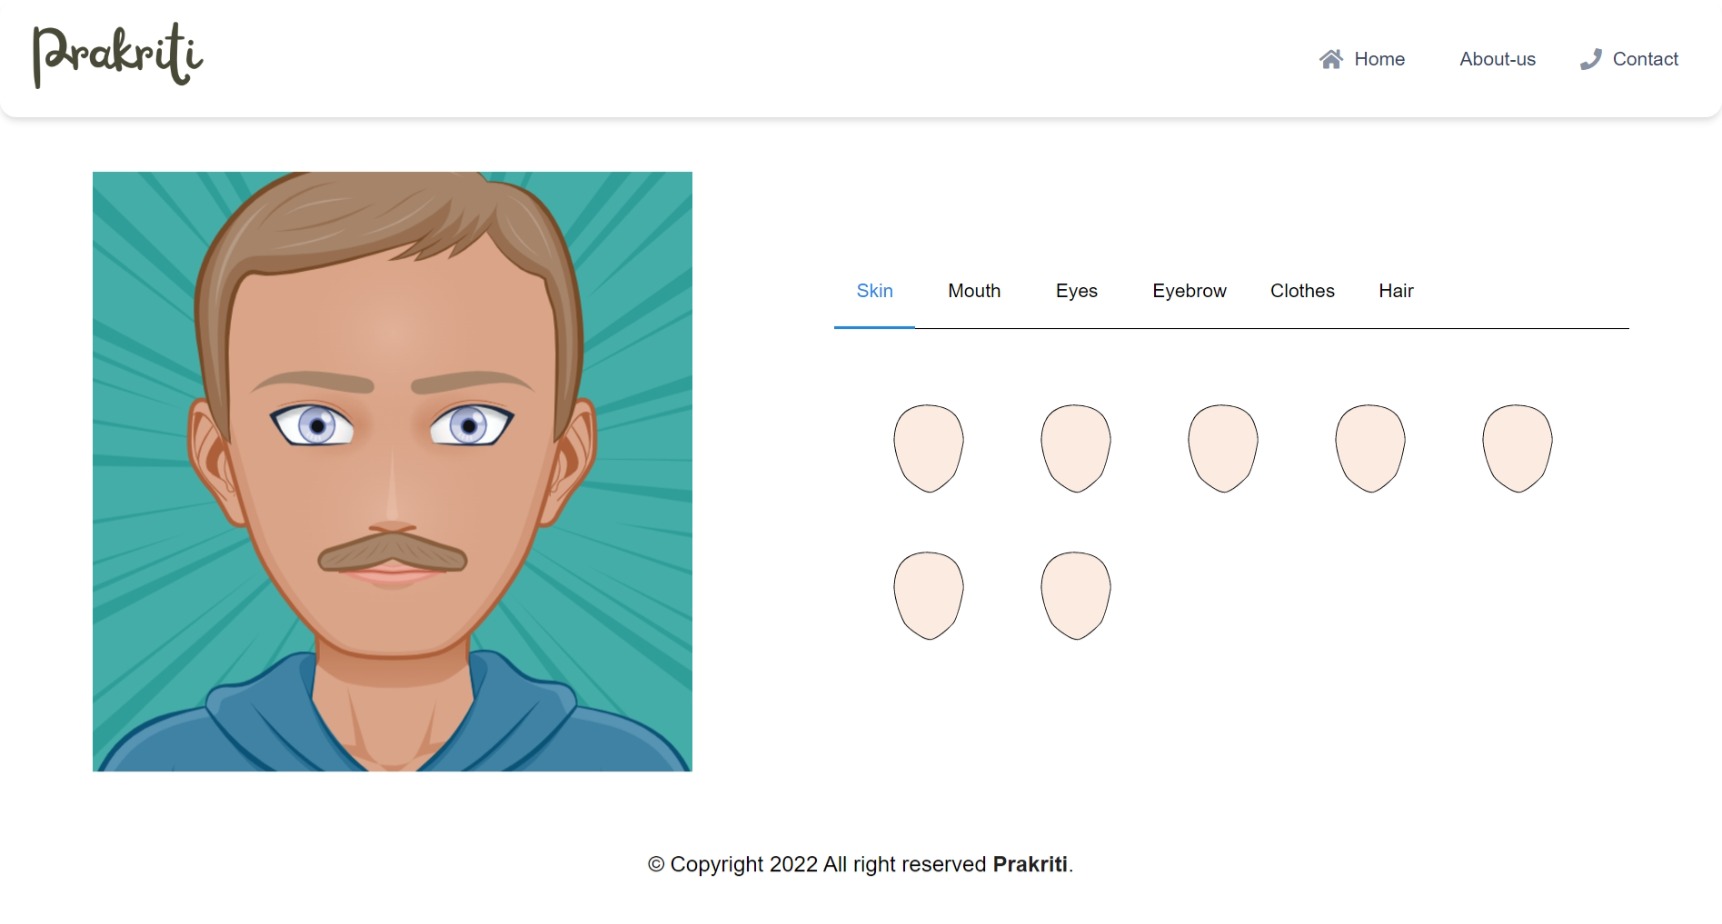 Prakriti
Home About-us Contact
Skin Mouth Eyes Eyebrow Clothes Hair
© Copyright 2022 All right reserved Prakriti.